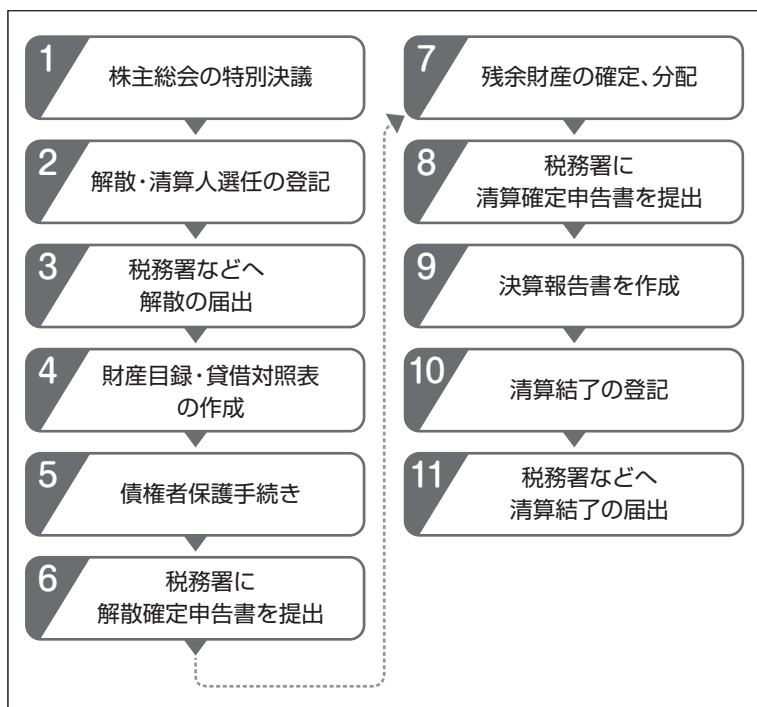 1
株主総会の特別決議
2
解散・清算人選任の登記
3
税務署などへ
解散の届出
4
財産目録・貸借対照表
の作成
5
債権者保護手続き
6
税務署に
解散確定申告書を提出
7
残余財産の確定、分配
8
税務署に
清算確定申告書を提出
9
決算報告書を作成
10
清算結了の登記
11
税務署などへ
清算結了の届出